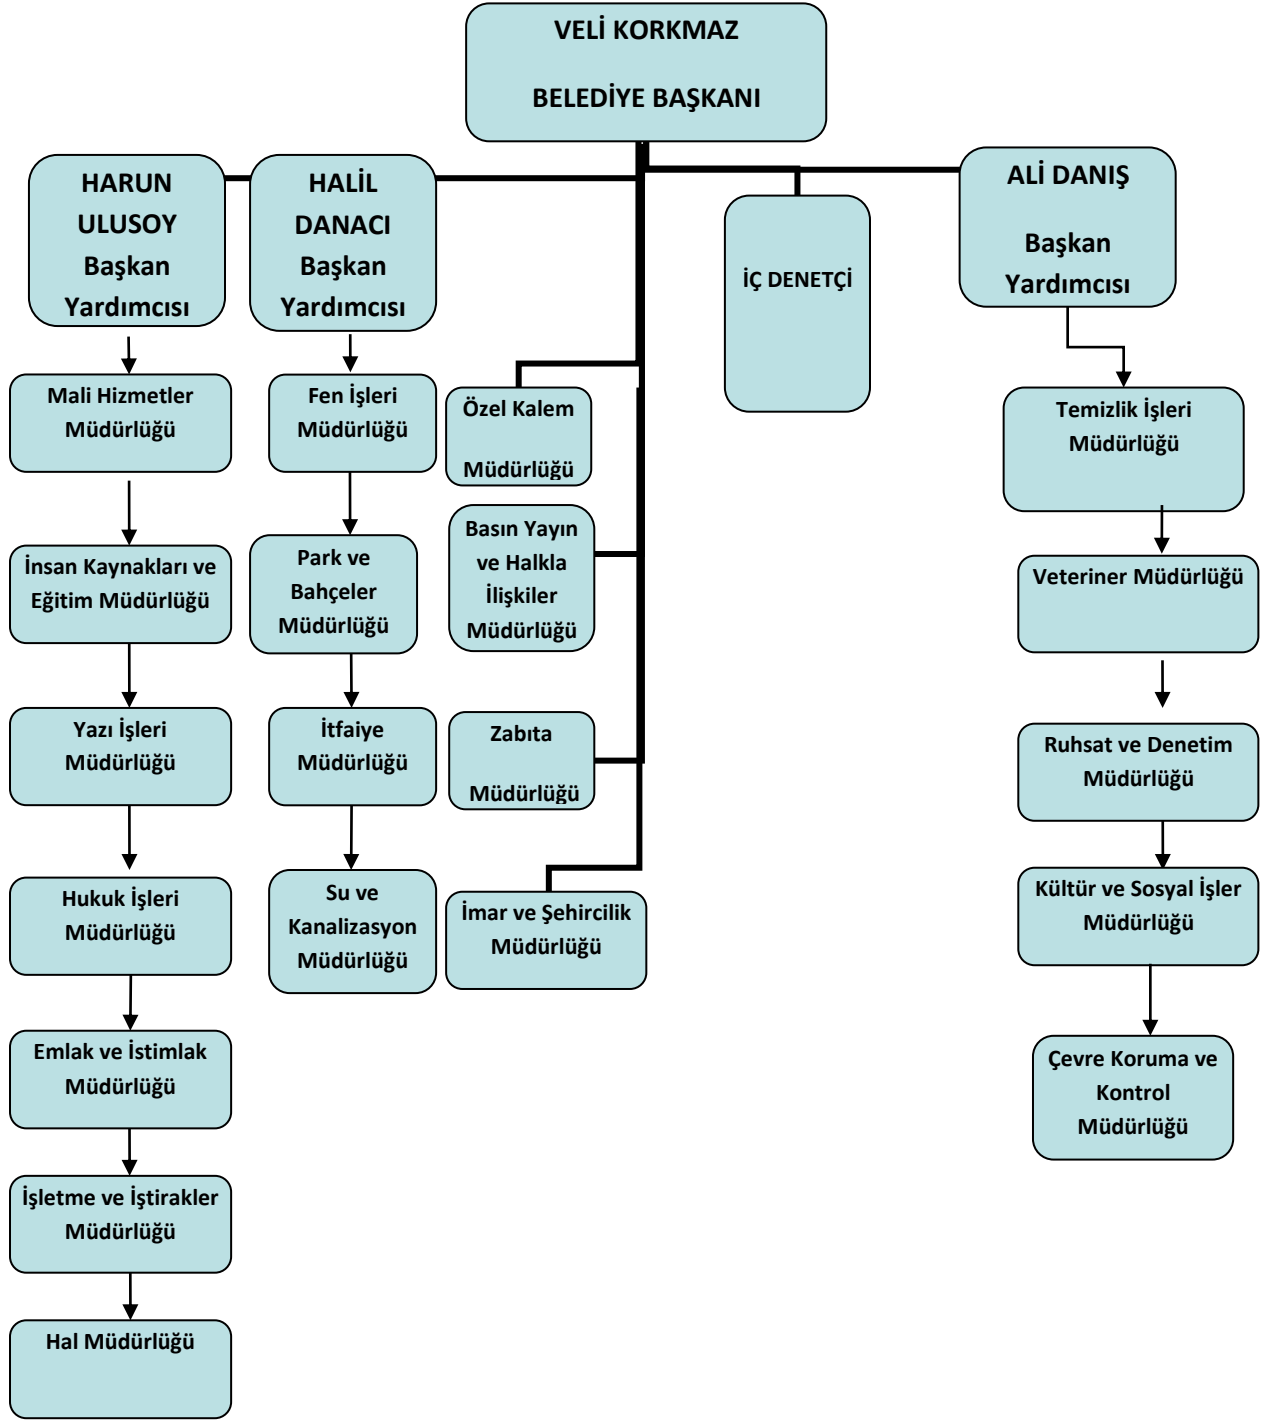 VELİ KORKMAZ
BELEDİYE BAŞKANI
HARUN
ULUSOY
Başkan
Yardımcısı
HALİL
DANACI
Başkan
Yardımcısı
İÇ DENETÇİ
ALİ DANIŞ
Başkan
Yardımcısı
Mali Hizmetler
Müdürlüğü
İnsan Kaynakları ve
Eğitim Müdürlüğü
Yazı İşleri
Müdürlüğü
Hukuk İşleri
Müdürlüğü
Emlak ve İstimlak
Müdürlüğü
İşletme ve İştirakler
Müdürlüğü
Hal Müdürlüğü
Fen İşleri
Müdürlüğü
Park ve
Bahçeler
Müdürlüğü
İtfaiye
Müdürlüğü
Su ve
Kanalizasyon
Müdürlüğü
Özel Kalem
Müdürlüğü
Basın Yayın
ve Halkla
İlişkiler
Müdürlüğü
Zabıta
Müdürlüğü
İmar ve Şehircilik
Müdürlüğü
Temizlik İşleri
Müdürlüğü
Veteriner Müdürlüğü
Ruhsat ve Denetim
Müdürlüğü
Kültür ve Sosyal İşler
Müdürlüğü
Çevre Koruma ve
Kontrol
Müdürlüğü